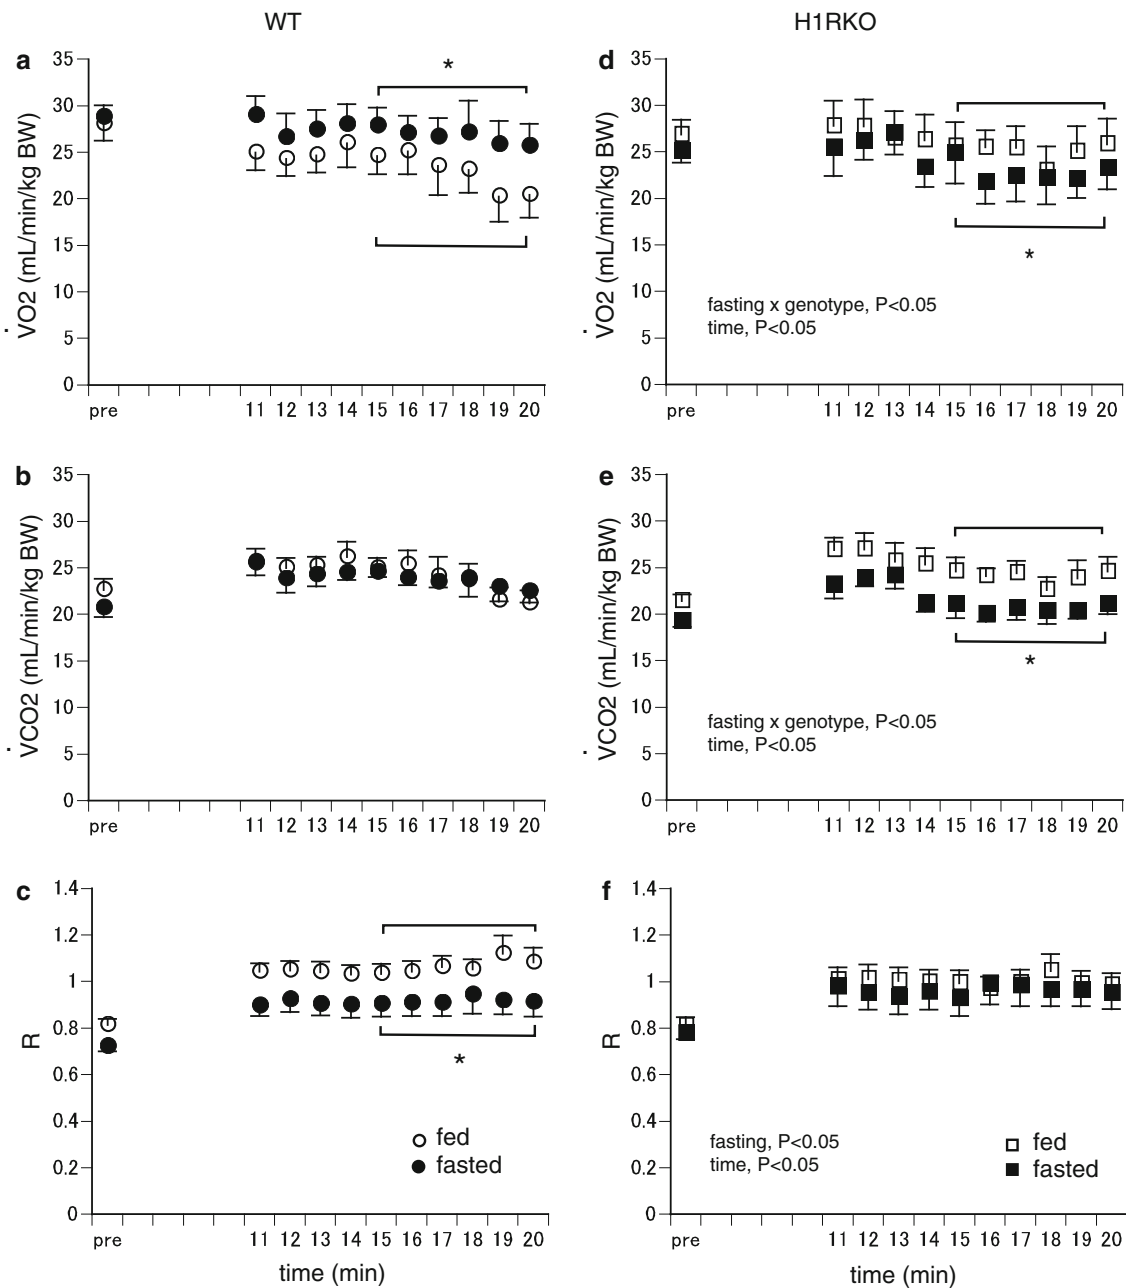 WT
H1RKO
a
35
30
25
20
15
10
5
0
V̇O2 (mL/min/kg BW)
*
pre 11 12 13 14 15 16 17 18 19 20
d
35
30
25
20
15
10
5
0
V̇O2 (mL/min/kg BW)
*
fasting x genotype, P<0.05
time, P<0.05
pre 11 12 13 14 15 16 17 18 19 20
b
35
30
25
20
15
10
5
0
V̇CO2 (mL/min/kg BW)
pre 11 12 13 14 15 16 17 18 19 20
e
35
30
25
20
15
10
5
0
V̇CO2 (mL/min/kg BW)
*
fasting x genotype, P<0.05
time, P<0.05
pre 11 12 13 14 15 16 17 18 19 20
c
1.4
1.2
1
0.8
0.6
0.4
0.2
0
R
*
fed
fasted
pre 11 12 13 14 15 16 17 18 19 20
time (min)
f
1.4
1.2
1
0.8
0.6
0.4
0.2
0
R
fasting, P<0.05
time, P<0.05
fed
fasted
pre 11 12 13 14 15 16 17 18 19 20
time (min)